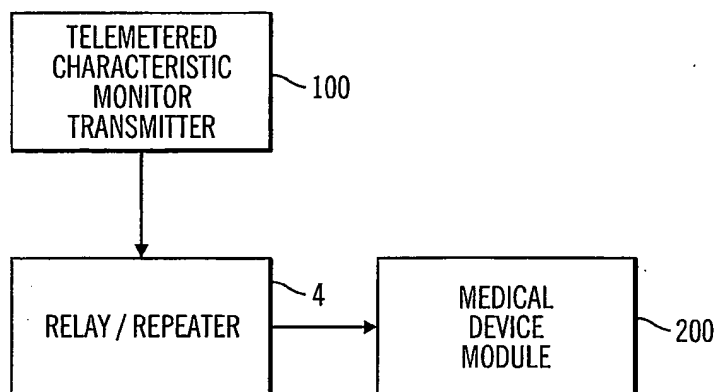 TELEMETERED
CHARACTERISTIC
MONITOR
TRANSMITTER
100
RELAY / REPEATER
4
MEDICAL
DEVICE
MODULE
200